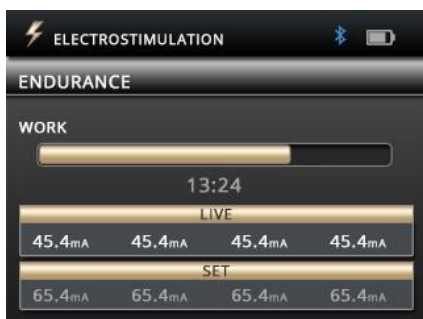 ELECTROSTIMULATION
ENDURANCE
WORK
13:24
LIVE
45.4mA 45.4mA 45.4mA 45.4mA
SET
65.4mA 65.4mA 65.4mA 65.4mA